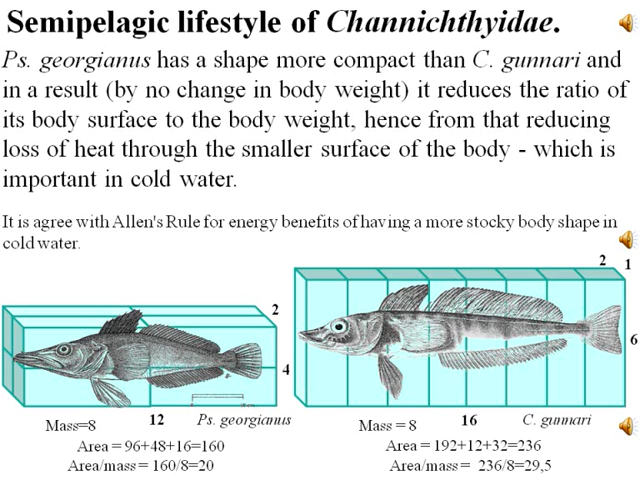 Semipelagic lifestyle of Channichthyidae.
Ps. georgianus has a shape more compact than C. gunnari and
in a result (by no change in body weight) it reduces the ratio of
its body surface to the body weight, hence from that reducing
loss of heat through the smaller surface of the body - which is
important in cold water.
It is agree with Allen's Rule for energy benefits of having a more stocky body shape in
cold water.
2
4
12
Ps. georgianus
Mass=8
Area = 96+48+16=160
Area/mass = 160/8=20
2
1
6
16
C. gunnari
Mass = 8
Area = 192+12+32=236
Area/mass = 236/8=29,5